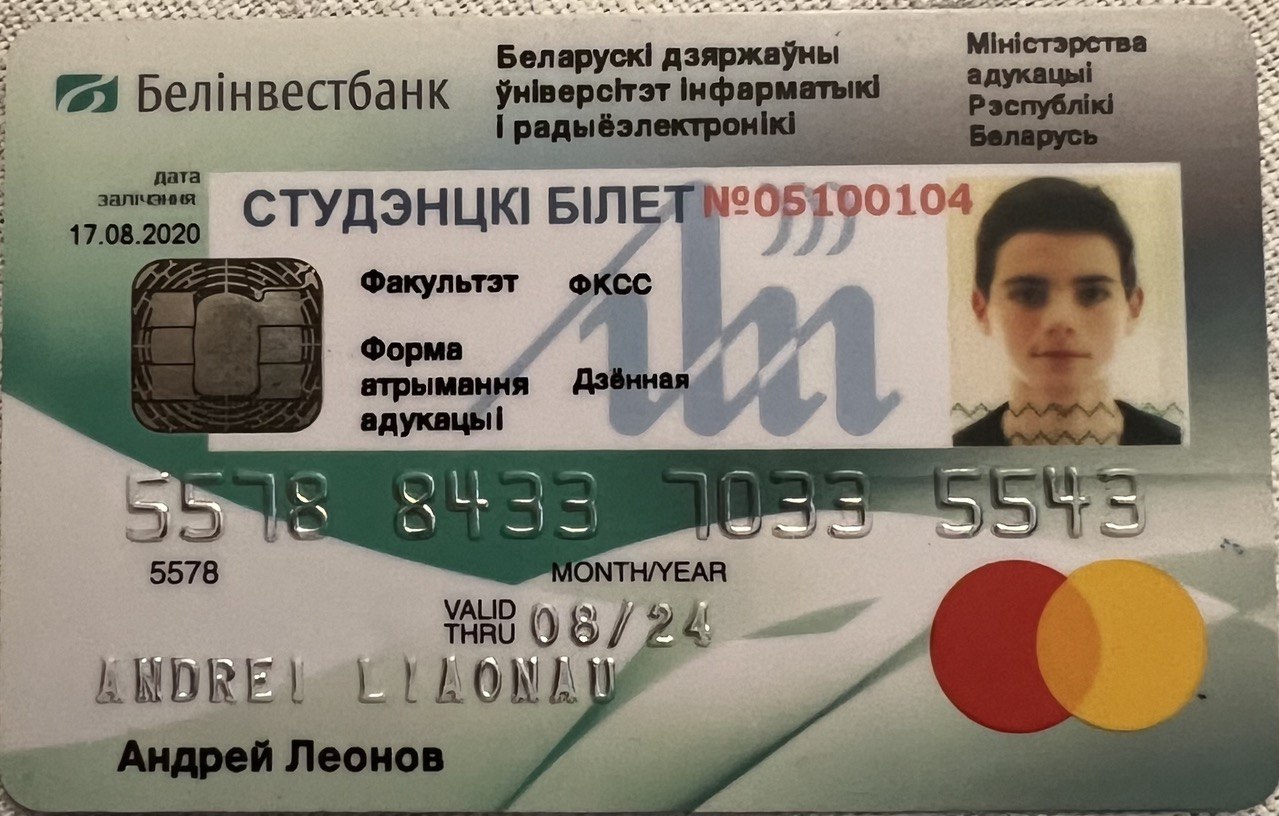 Белінвестбанк
Беларускі дзяржаўны
ўніверсітэт інфарматыкі
і радыёэлектронікі
Міністэрства
адукацыі
Рэспублікі
Беларусь
дата
залічэння
17.08.2020
СТУДЭНЦКІ БІЛЕТ №05100104
Факультэт ФКСС
Форма
атрымання Дзённая
адукацыі
5578 8433 7033 5543
5578
MONTH/YEAR
VALID
THRU 08/24
ANDREI LIAONAU
Андрей Леонов